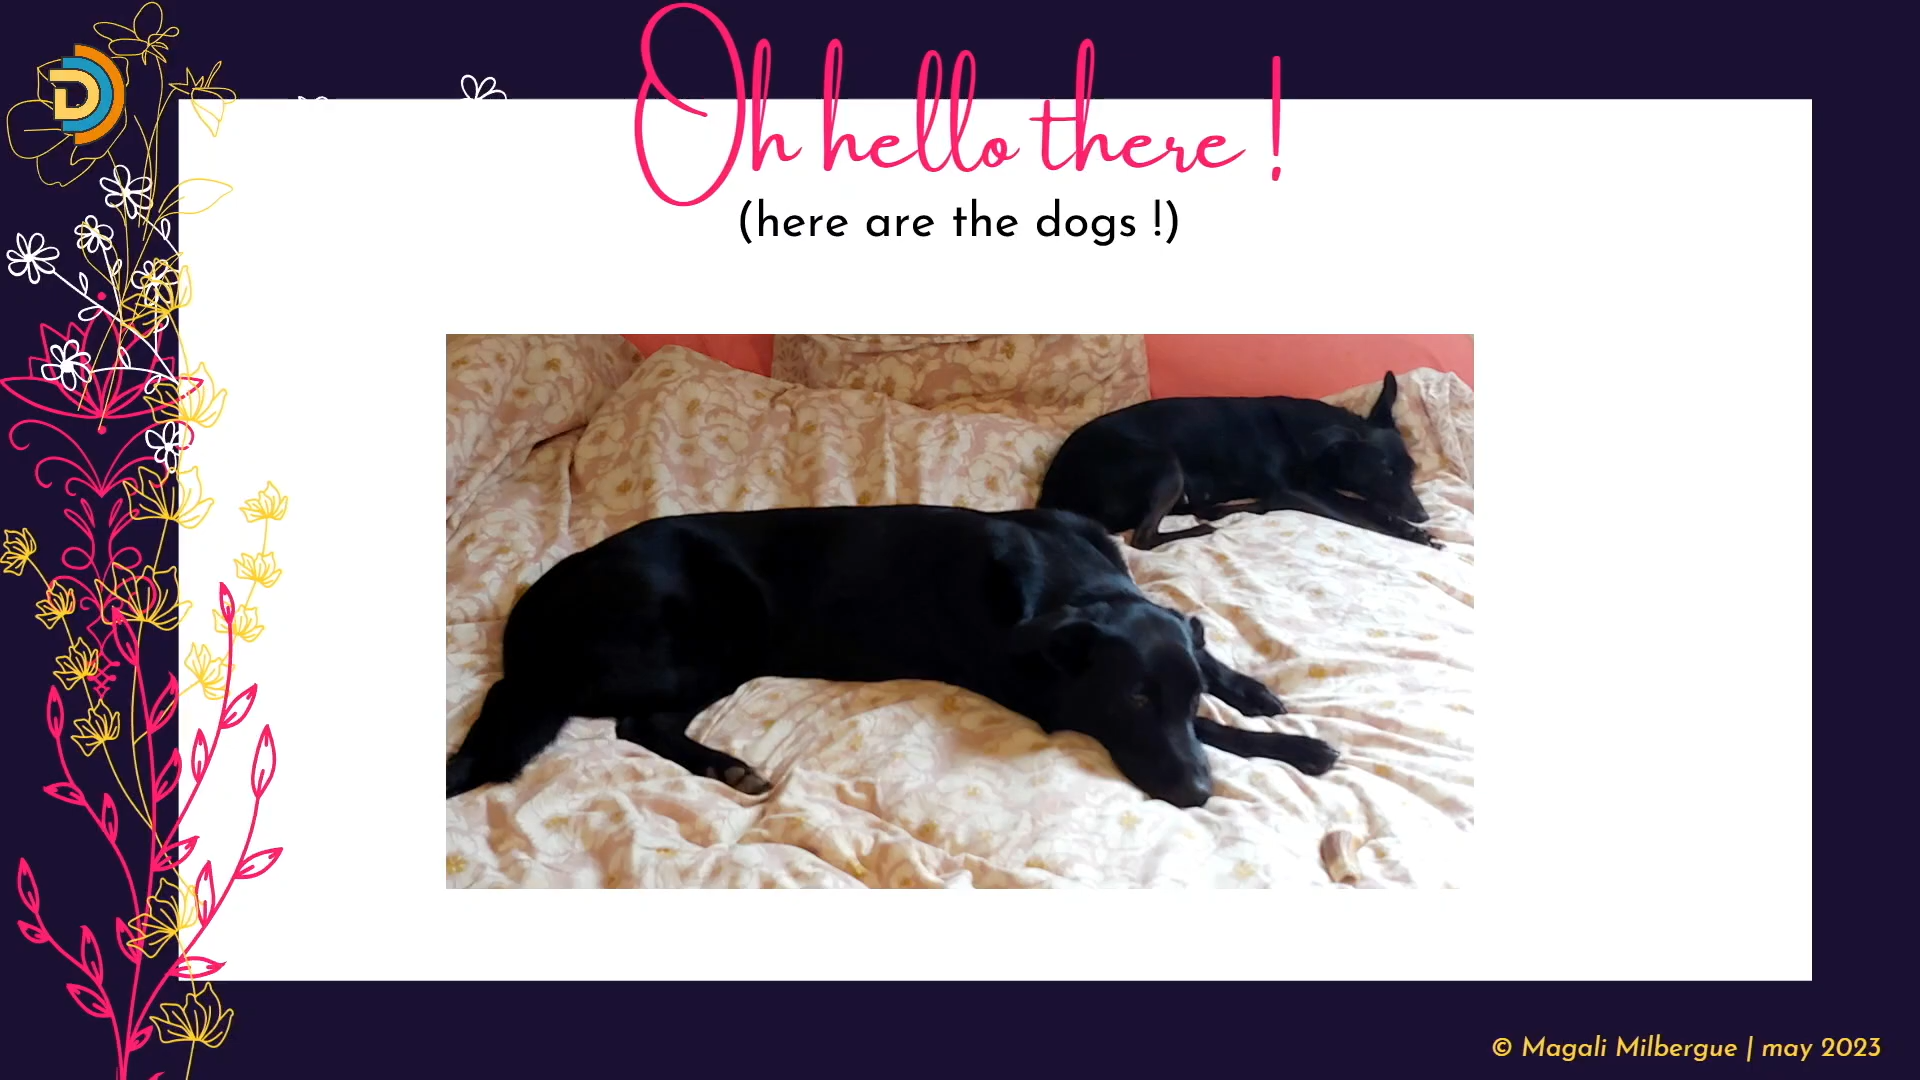 D
Oh hello there !
(here are the dogs !)
© Magali Milbergue | may 2023